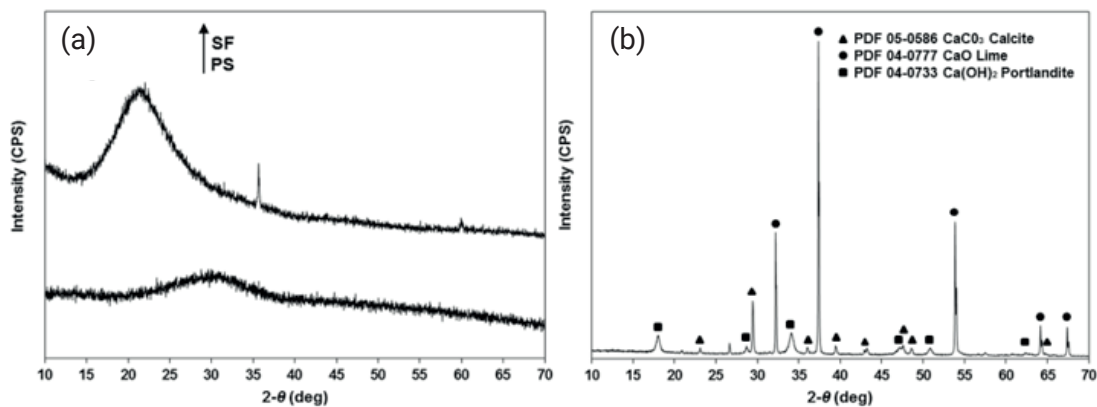 (a)
SF
PS
Intensity (CPS)
10 15 20 25 30 35 40 45 50 55 60 65 70
2-θ (deg)
(b)
▲ PDF 05-0586 CaC0₃ Calcite
● PDF 04-0777 CaO Lime
■ PDF 04-0733 Ca(OH)₂ Portlandite
Intensity (CPS)
10 15 20 25 30 35 40 45 50 55 60 65 70
2-θ (deg)